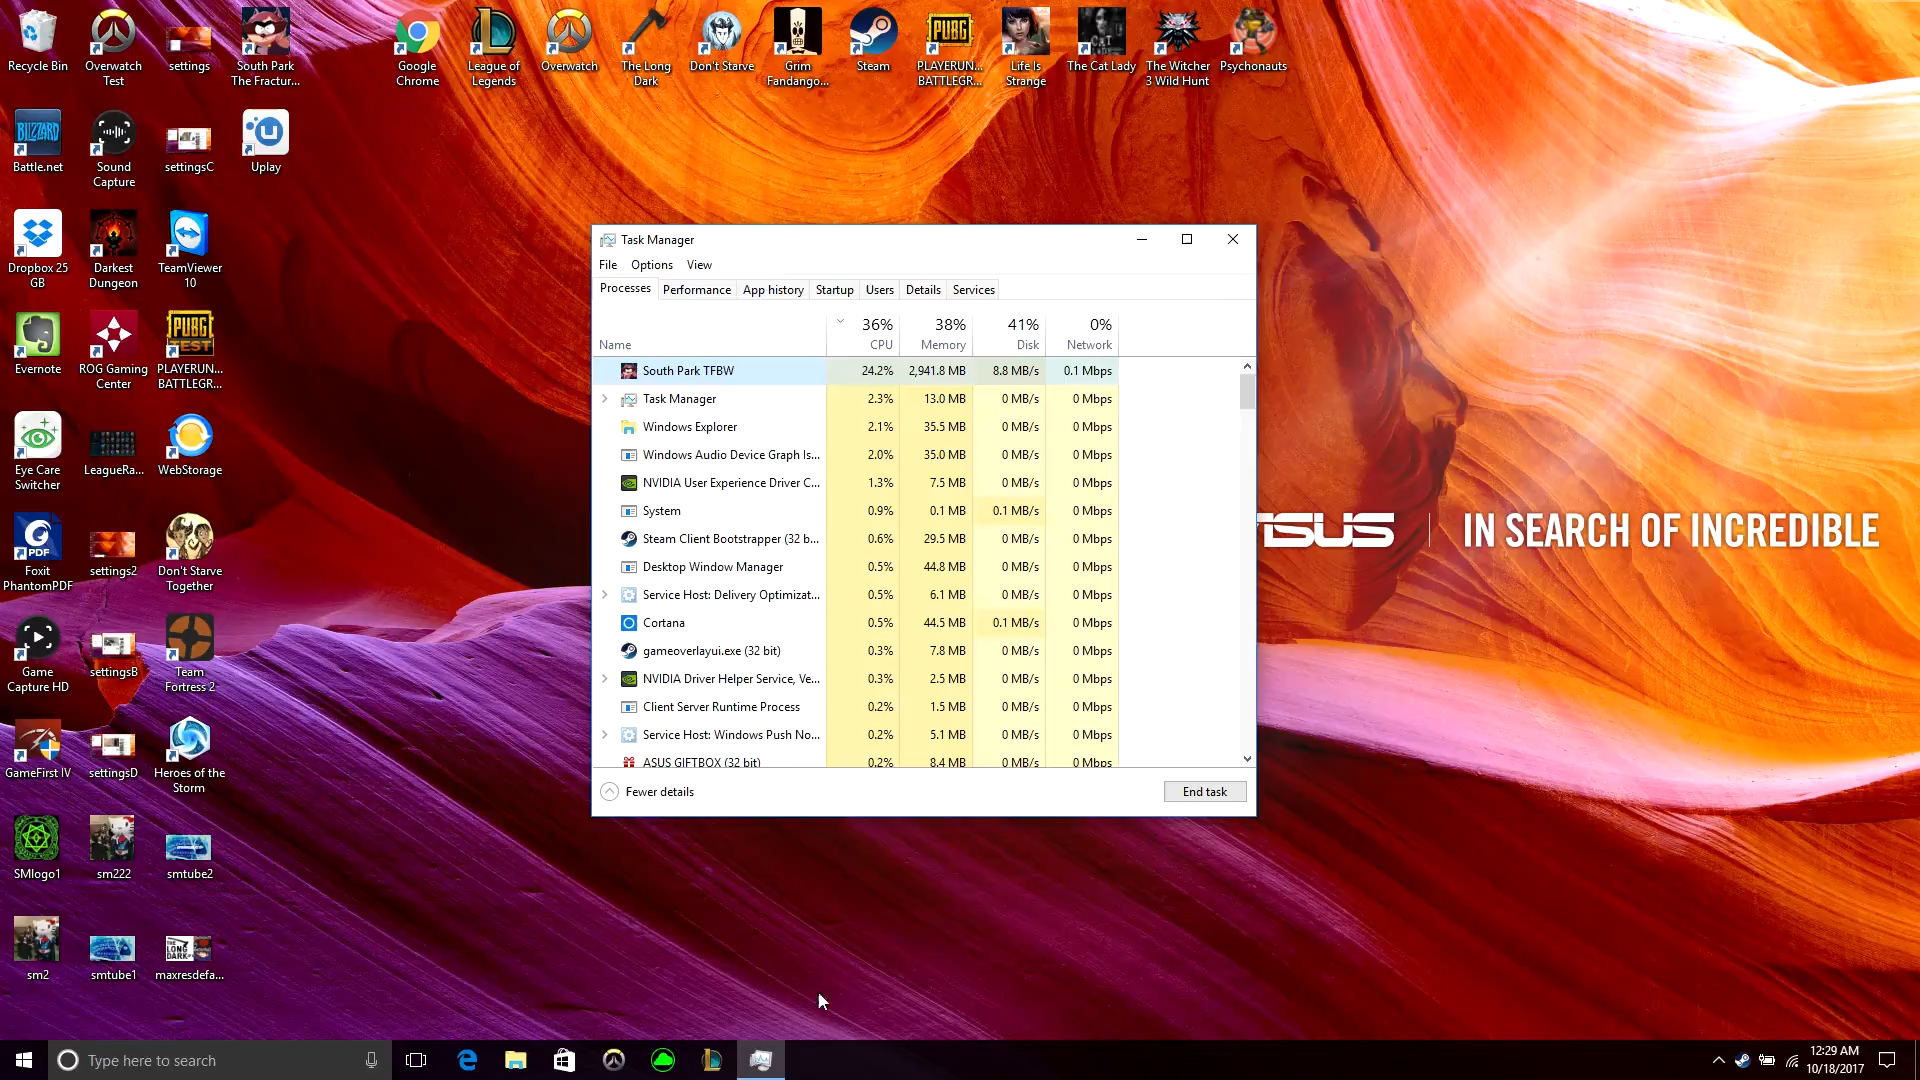 Recycle Bin
Overwatch
Test
settings
South Park
The Fractur...
Google
Chrome
League of
Legends
Overwatch
The Long
Dark
Don't Starve
Grim
Fandango...
Steam
PUBG
PLAYERUN...
BATTLEGR...
Life Is
Strange
CAT
The Cat Lady
The Witcher
3 Wild Hunt
Psychonauts
BLIZZARD
Battle.net
Sound
Capture
settingsC
Uplay
Dropbox 25
GB
Darkest
Dungeon
TeamViewer
10
Evernote
ROG Gaming
Center
PUBG
TEST
PLAYERUN...
BATTLEGR...
Eye Care
Switcher
LeagueRa...
WebStorage
PDF
Foxit
PhantomPDF
settings2
Don't Starve
Together
Game
Capture HD
settingsB
Team
Fortress 2
GameFirst IV
settingsD
Heroes of the
Storm
SMlogo1
sm222
smtube2
sm2
smtube1
THE
LONG
DARK
maxresdefa...
Task Manager
File Options View
Processes Performance App history Startup Users Details Services
36% 38% 41% 0%
Name CPU Memory Disk Network
South Park TFBW 24.2% 2,941.8 MB 8.8 MB/s 0.1 Mbps
Task Manager 2.3% 13.0 MB 0 MB/s 0 Mbps
Windows Explorer 2.1% 35.5 MB 0 MB/s 0 Mbps
Windows Audio Device Graph Is... 2.0% 35.0 MB 0 MB/s 0 Mbps
NVIDIA User Experience Driver C... 1.3% 7.5 MB 0 MB/s 0 Mbps
System 0.9% 0.1 MB 0.1 MB/s 0 Mbps
Steam Client Bootstrapper (32 b... 0.6% 29.5 MB 0 MB/s 0 Mbps
Desktop Window Manager 0.5% 44.8 MB 0 MB/s 0 Mbps
Service Host: Delivery Optimizat... 0.5% 6.1 MB 0 MB/s 0 Mbps
Cortana 0.5% 44.5 MB 0.1 MB/s 0 Mbps
gameoverlayui.exe (32 bit) 0.3% 7.8 MB 0 MB/s 0 Mbps
NVIDIA Driver Helper Service, Ve... 0.3% 2.5 MB 0 MB/s 0 Mbps
Client Server Runtime Process 0.2% 1.5 MB 0 MB/s 0 Mbps
Service Host: Windows Push No... 0.2% 5.1 MB 0 MB/s 0 Mbps
ASUS GIFTBOX (32 bit) 0.2% 8.4 MB 0 MB/s 0 Mbps
Fewer details End task
ASUS IN SEARCH OF INCREDIBLE
Type here to search
12:29 AM
10/18/2017